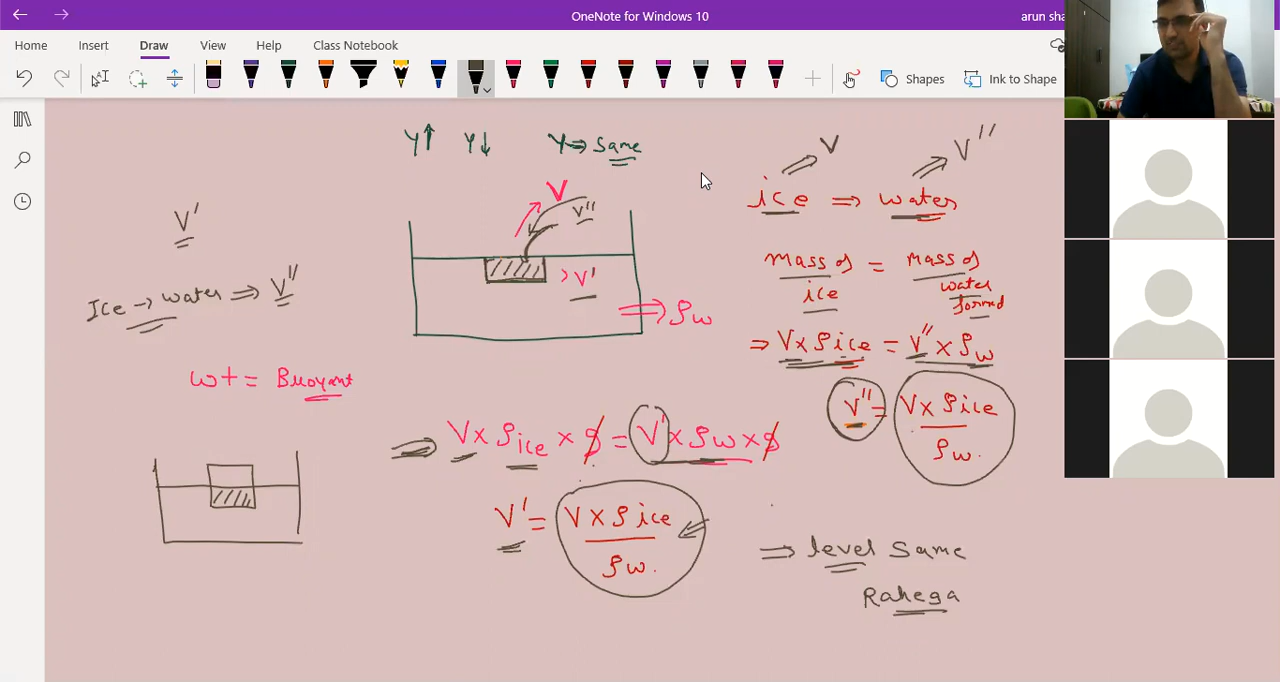 OneNote for Windows 10
arun sha
Home Insert Draw View Help Class Notebook
Shapes Ink to Shape
Y↑ Y↓ Y⇒ Same
V V''
ice ⇒ water
V
V''
V'
> V'
Ice → water ⇒ V''
⇒ ρw
mass of = mass of
ice water
formed
⇒ V × ρice = V'' × ρw
wt = Buoyant
V'' = V × ρice
ρw.
⇒ V × ρice × g = V' × ρw × g
V' = V × ρice
ρw.
⇒ level Same
Rahega